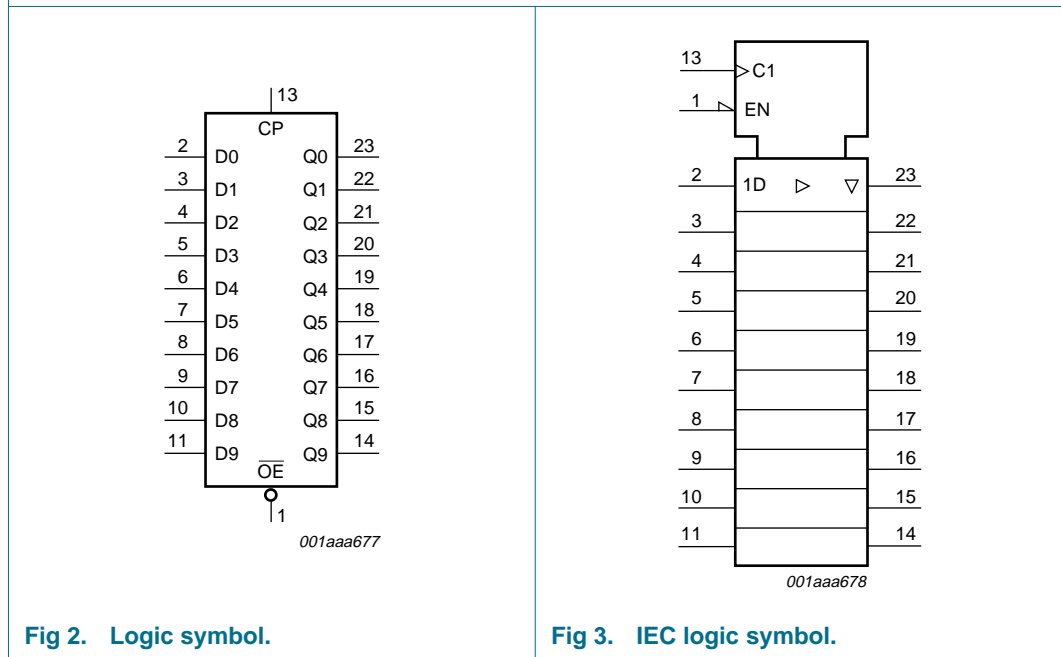 13
CP
2 D0 Q0 23
3 D1 Q1 22
4 D2 Q2 21
5 D3 Q3 20
6 D4 Q4 19
7 D5 Q5 18
8 D6 Q6 17
9 D7 Q7 16
10 D8 Q8 15
11 D9 Q9 14
OE
1
001aaa677
Fig 2. Logic symbol.
13 C1
1 EN
2 1D 23
3 22
4 21
5 20
6 19
7 18
8 17
9 16
10 15
11 14
001aaa678
Fig 3. IEC logic symbol.